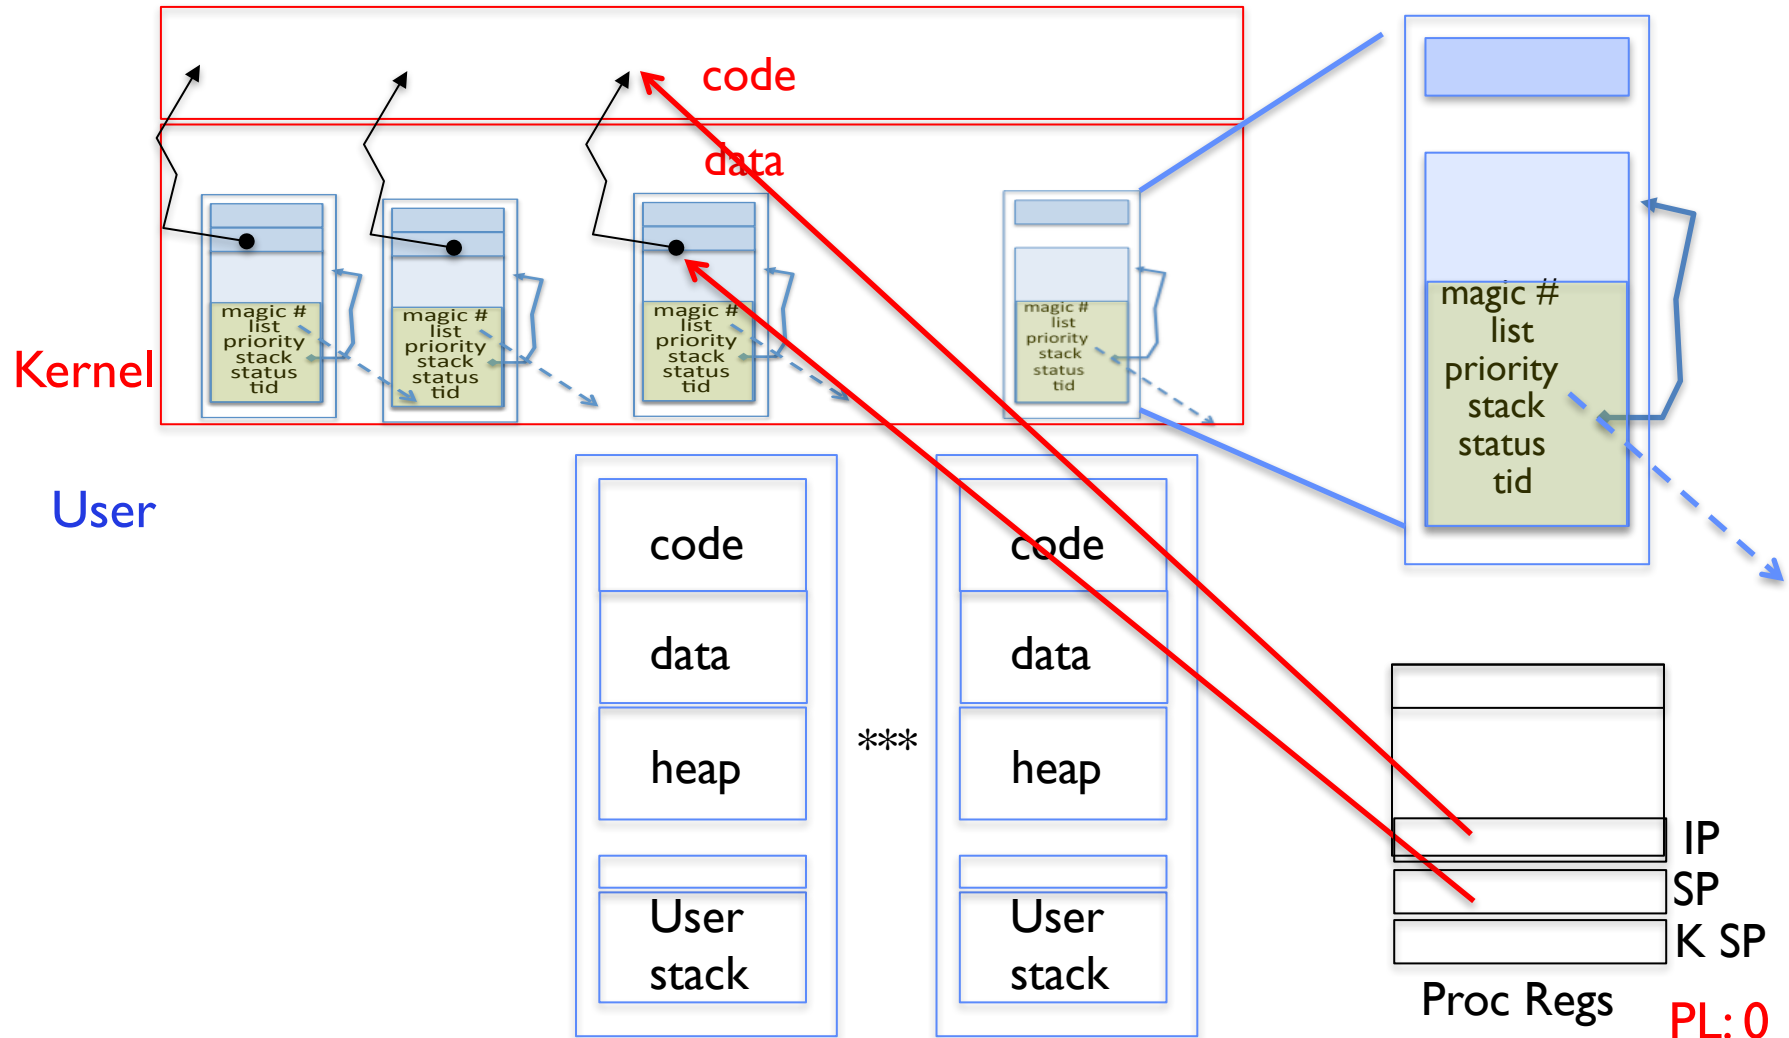 code
data
magic #
list
priority
stack
status
tid
magic #
list
priority
stack
status
tid
magic #
list
priority
stack
status
tid
magic #
list
priority
stack
status
tid
magic #
list
priority
stack
status
tid
Kernel
User
code
data
heap
User
stack
***
code
data
heap
User
stack
IP
SP
K SP
Proc Regs
PL: 0